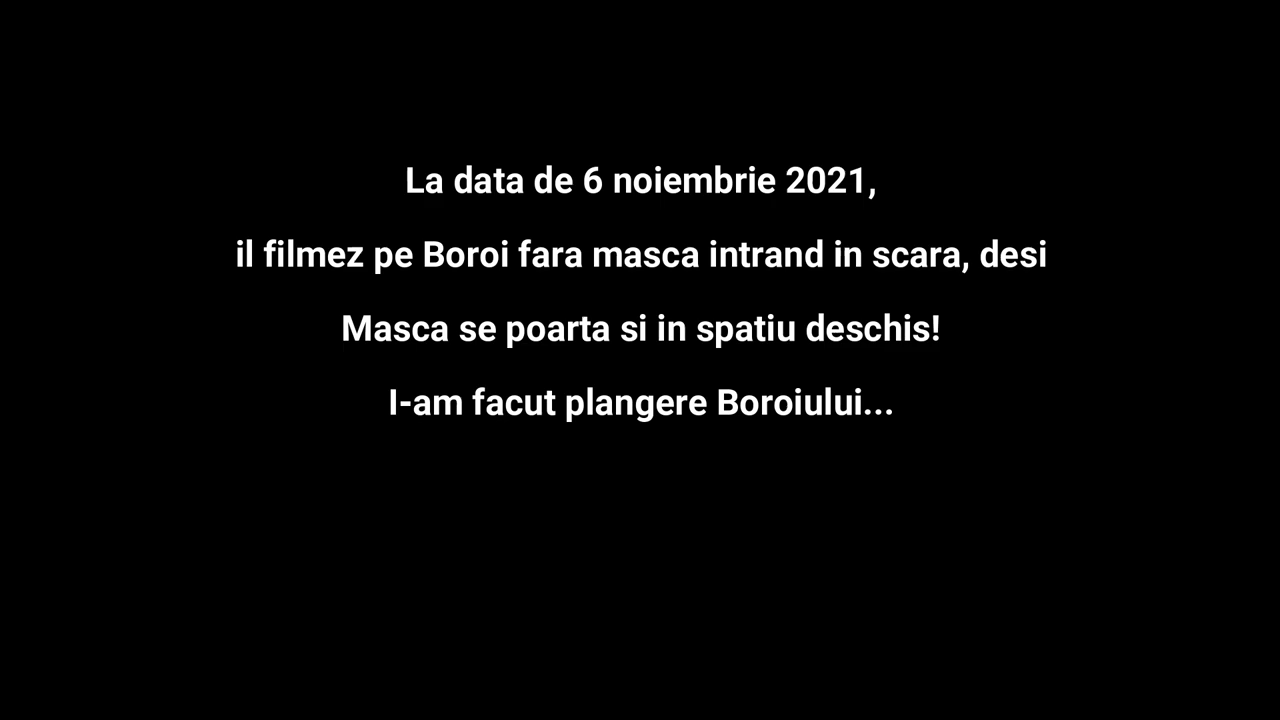 La data de 6 noiembrie 2021,
il filmez pe Boroi fara masca intrand in scara, desi
Masca se poarta si in spatiu deschis!
I-am facut plangere Boroiului...